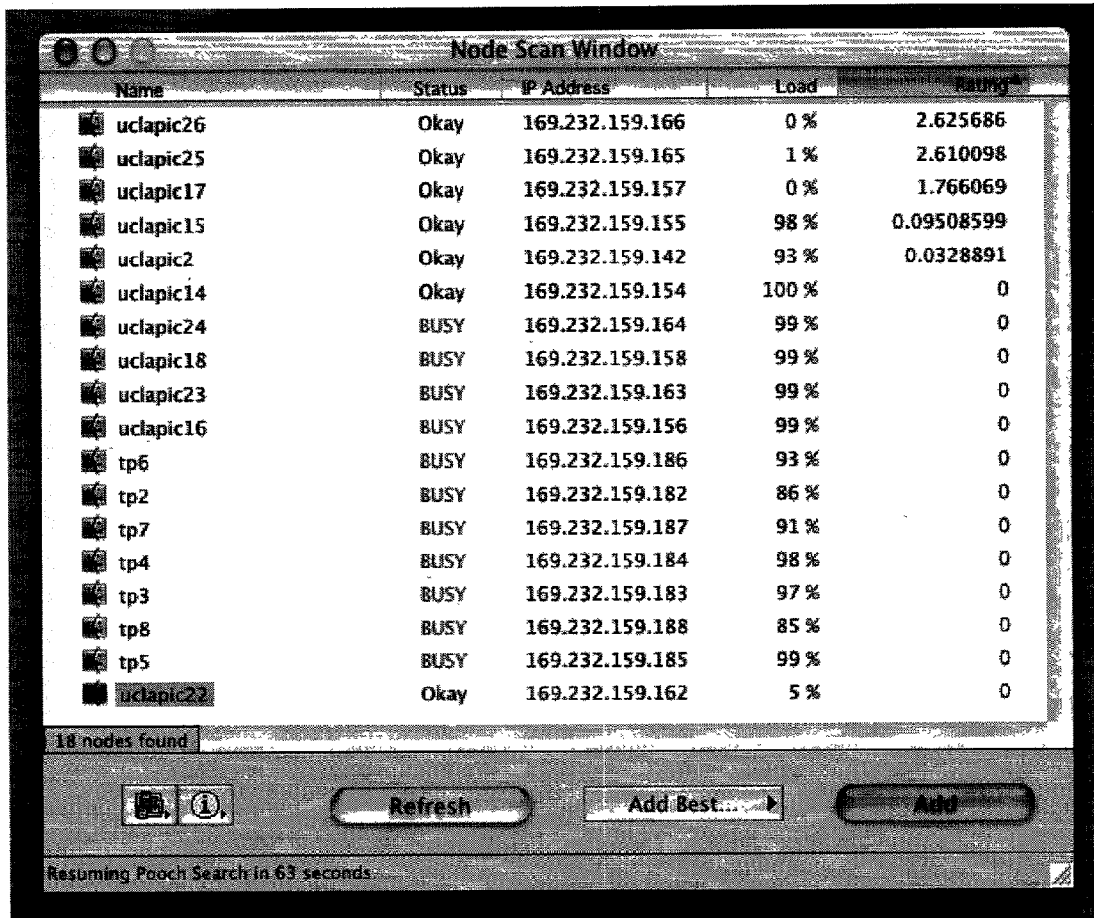 Node Scan Window
Name Status IP Address Load Rating
uclapic26 Okay 169.232.159.166 0 % 2.625686
uclapic25 Okay 169.232.159.165 1 % 2.610098
uclapic17 Okay 169.232.159.157 0 % 1.766069
uclapic15 Okay 169.232.159.155 98 % 0.09508599
uclapic2 Okay 169.232.159.142 93 % 0.0328891
uclapic14 Okay 169.232.159.154 100 % 0
uclapic24 BUSY 169.232.159.164 99 % 0
uclapic18 BUSY 169.232.159.158 99 % 0
uclapic23 BUSY 169.232.159.163 99 % 0
uclapic16 BUSY 169.232.159.156 99 % 0
tp6 BUSY 169.232.159.186 93 % 0
tp2 BUSY 169.232.159.182 86 % 0
tp7 BUSY 169.232.159.187 91 % 0
tp4 BUSY 169.232.159.184 98 % 0
tp3 BUSY 169.232.159.183 97 % 0
tp8 BUSY 169.232.159.188 85 % 0
tp5 BUSY 169.232.159.185 99 % 0
uclapic22 Okay 169.232.159.162 5 % 0
18 nodes found
Refresh Add Best... Add
Resuming Pooch Search in 63 seconds